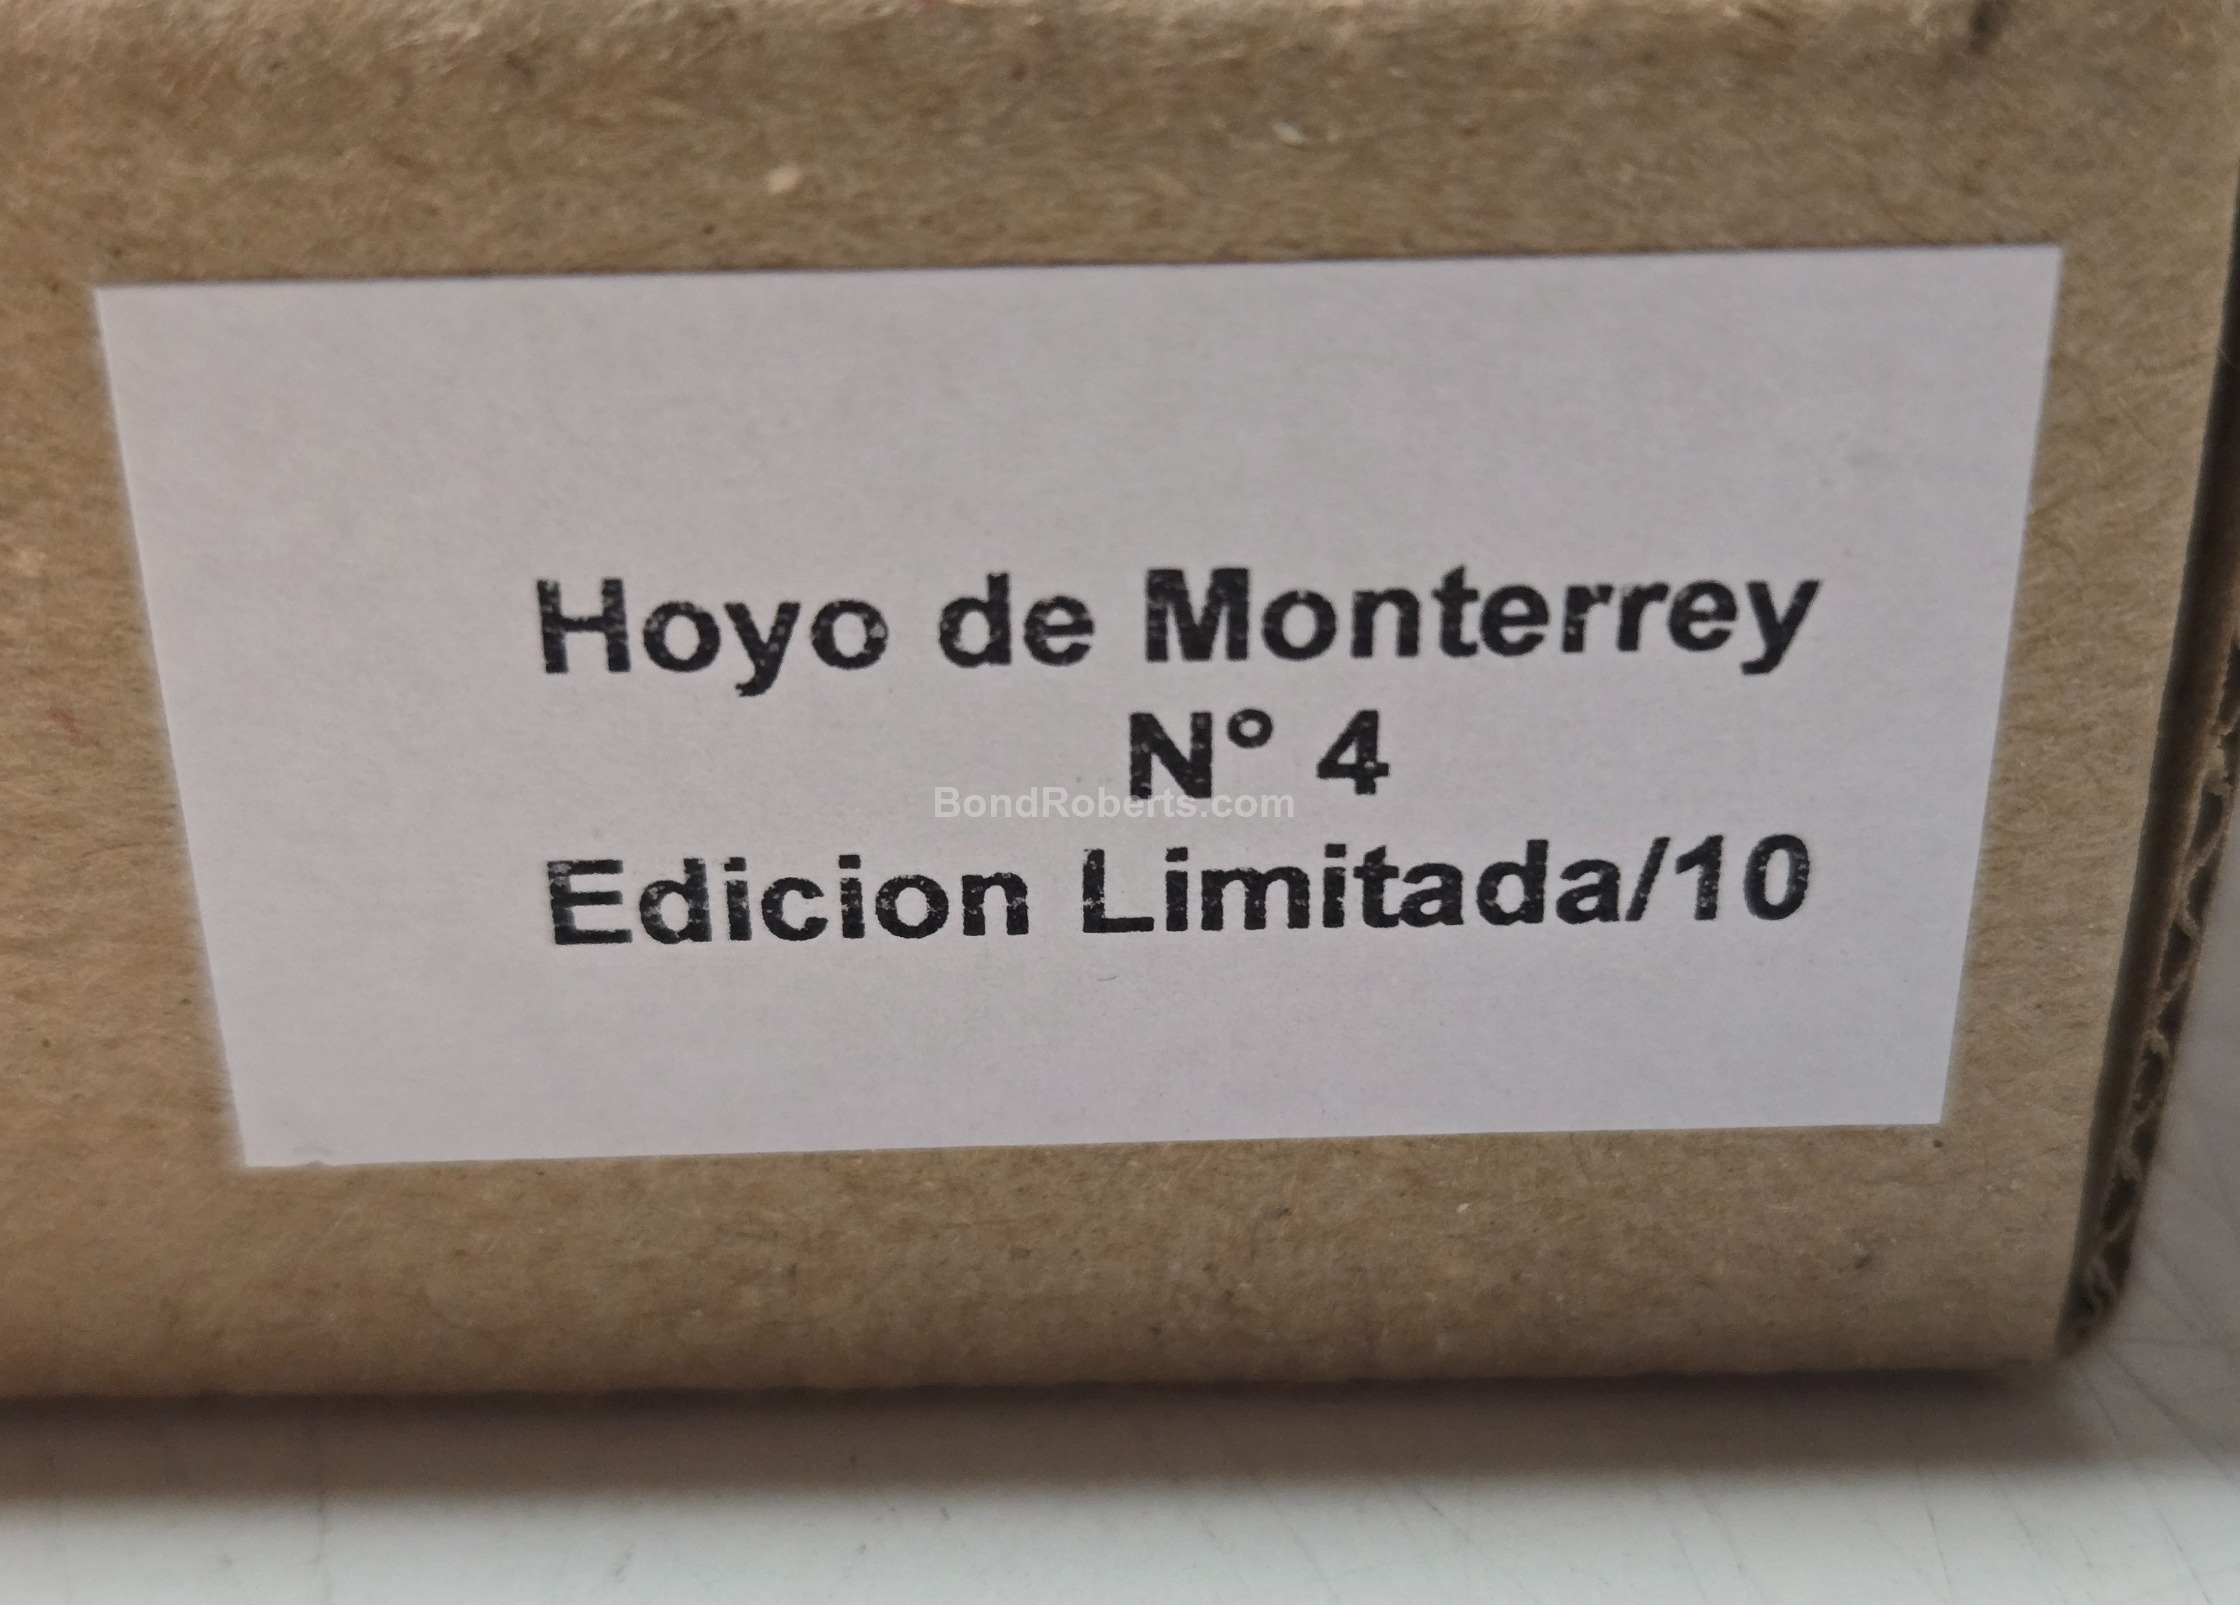 Hoyo de Monterrey
N° 4
BondRoberts.com
Edicion Limitada/10